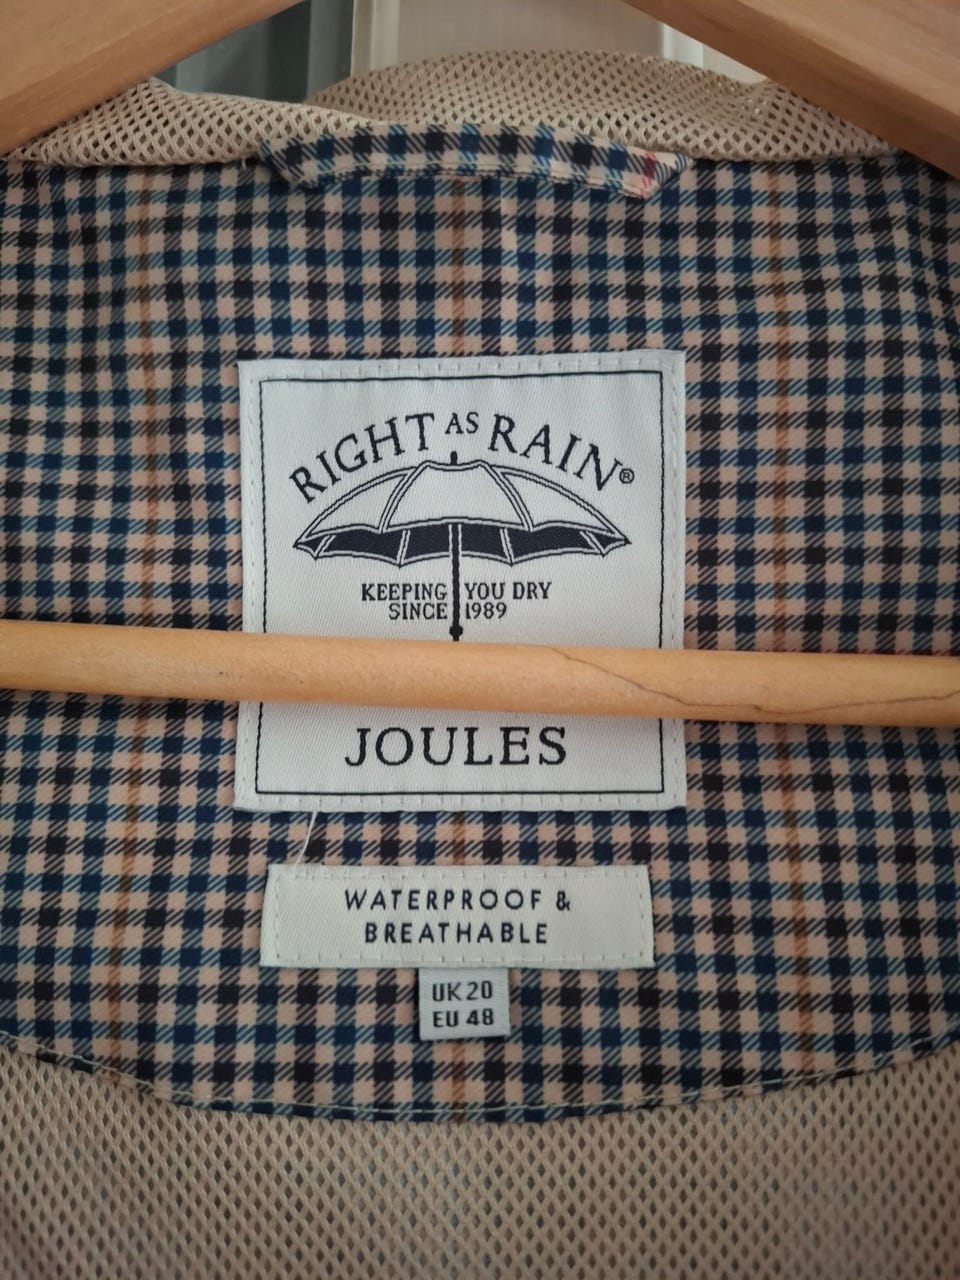 RIGHT AS RAIN®
KEEPING YOU DRY
SINCE 1989
JOULES
WATERPROOF &
BREATHABLE
UK 20
EU 48